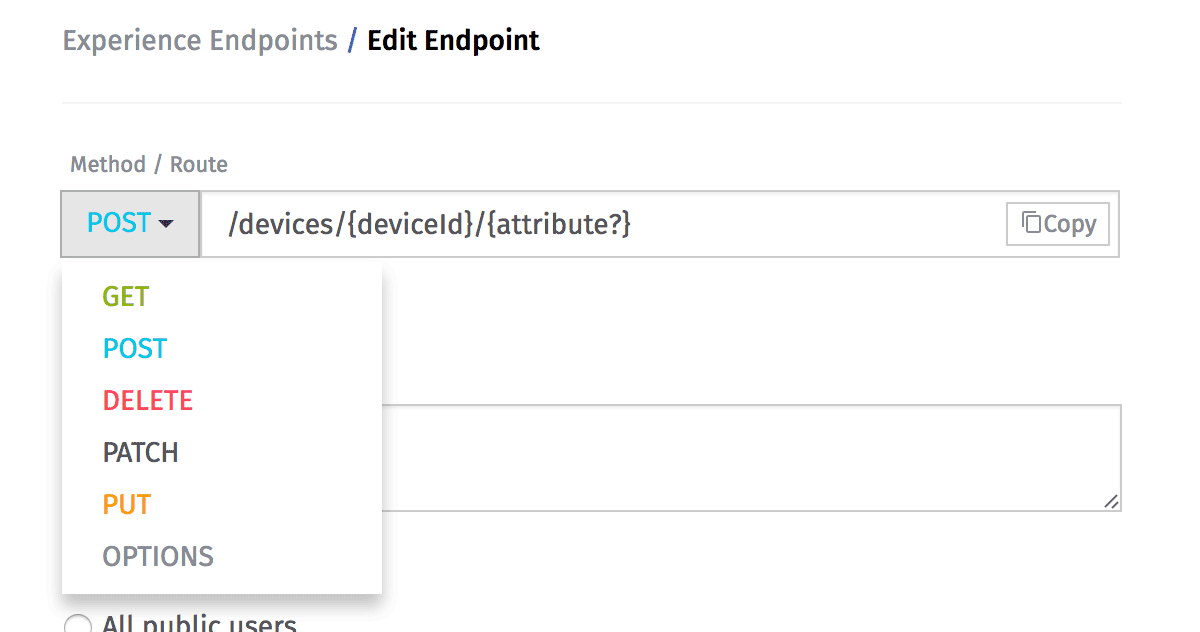 Experience Endpoints / Edit Endpoint
Method / Route
POST /devices/{deviceId}/{attribute?} Copy
GET
POST
DELETE
PATCH
PUT
OPTIONS
All public users